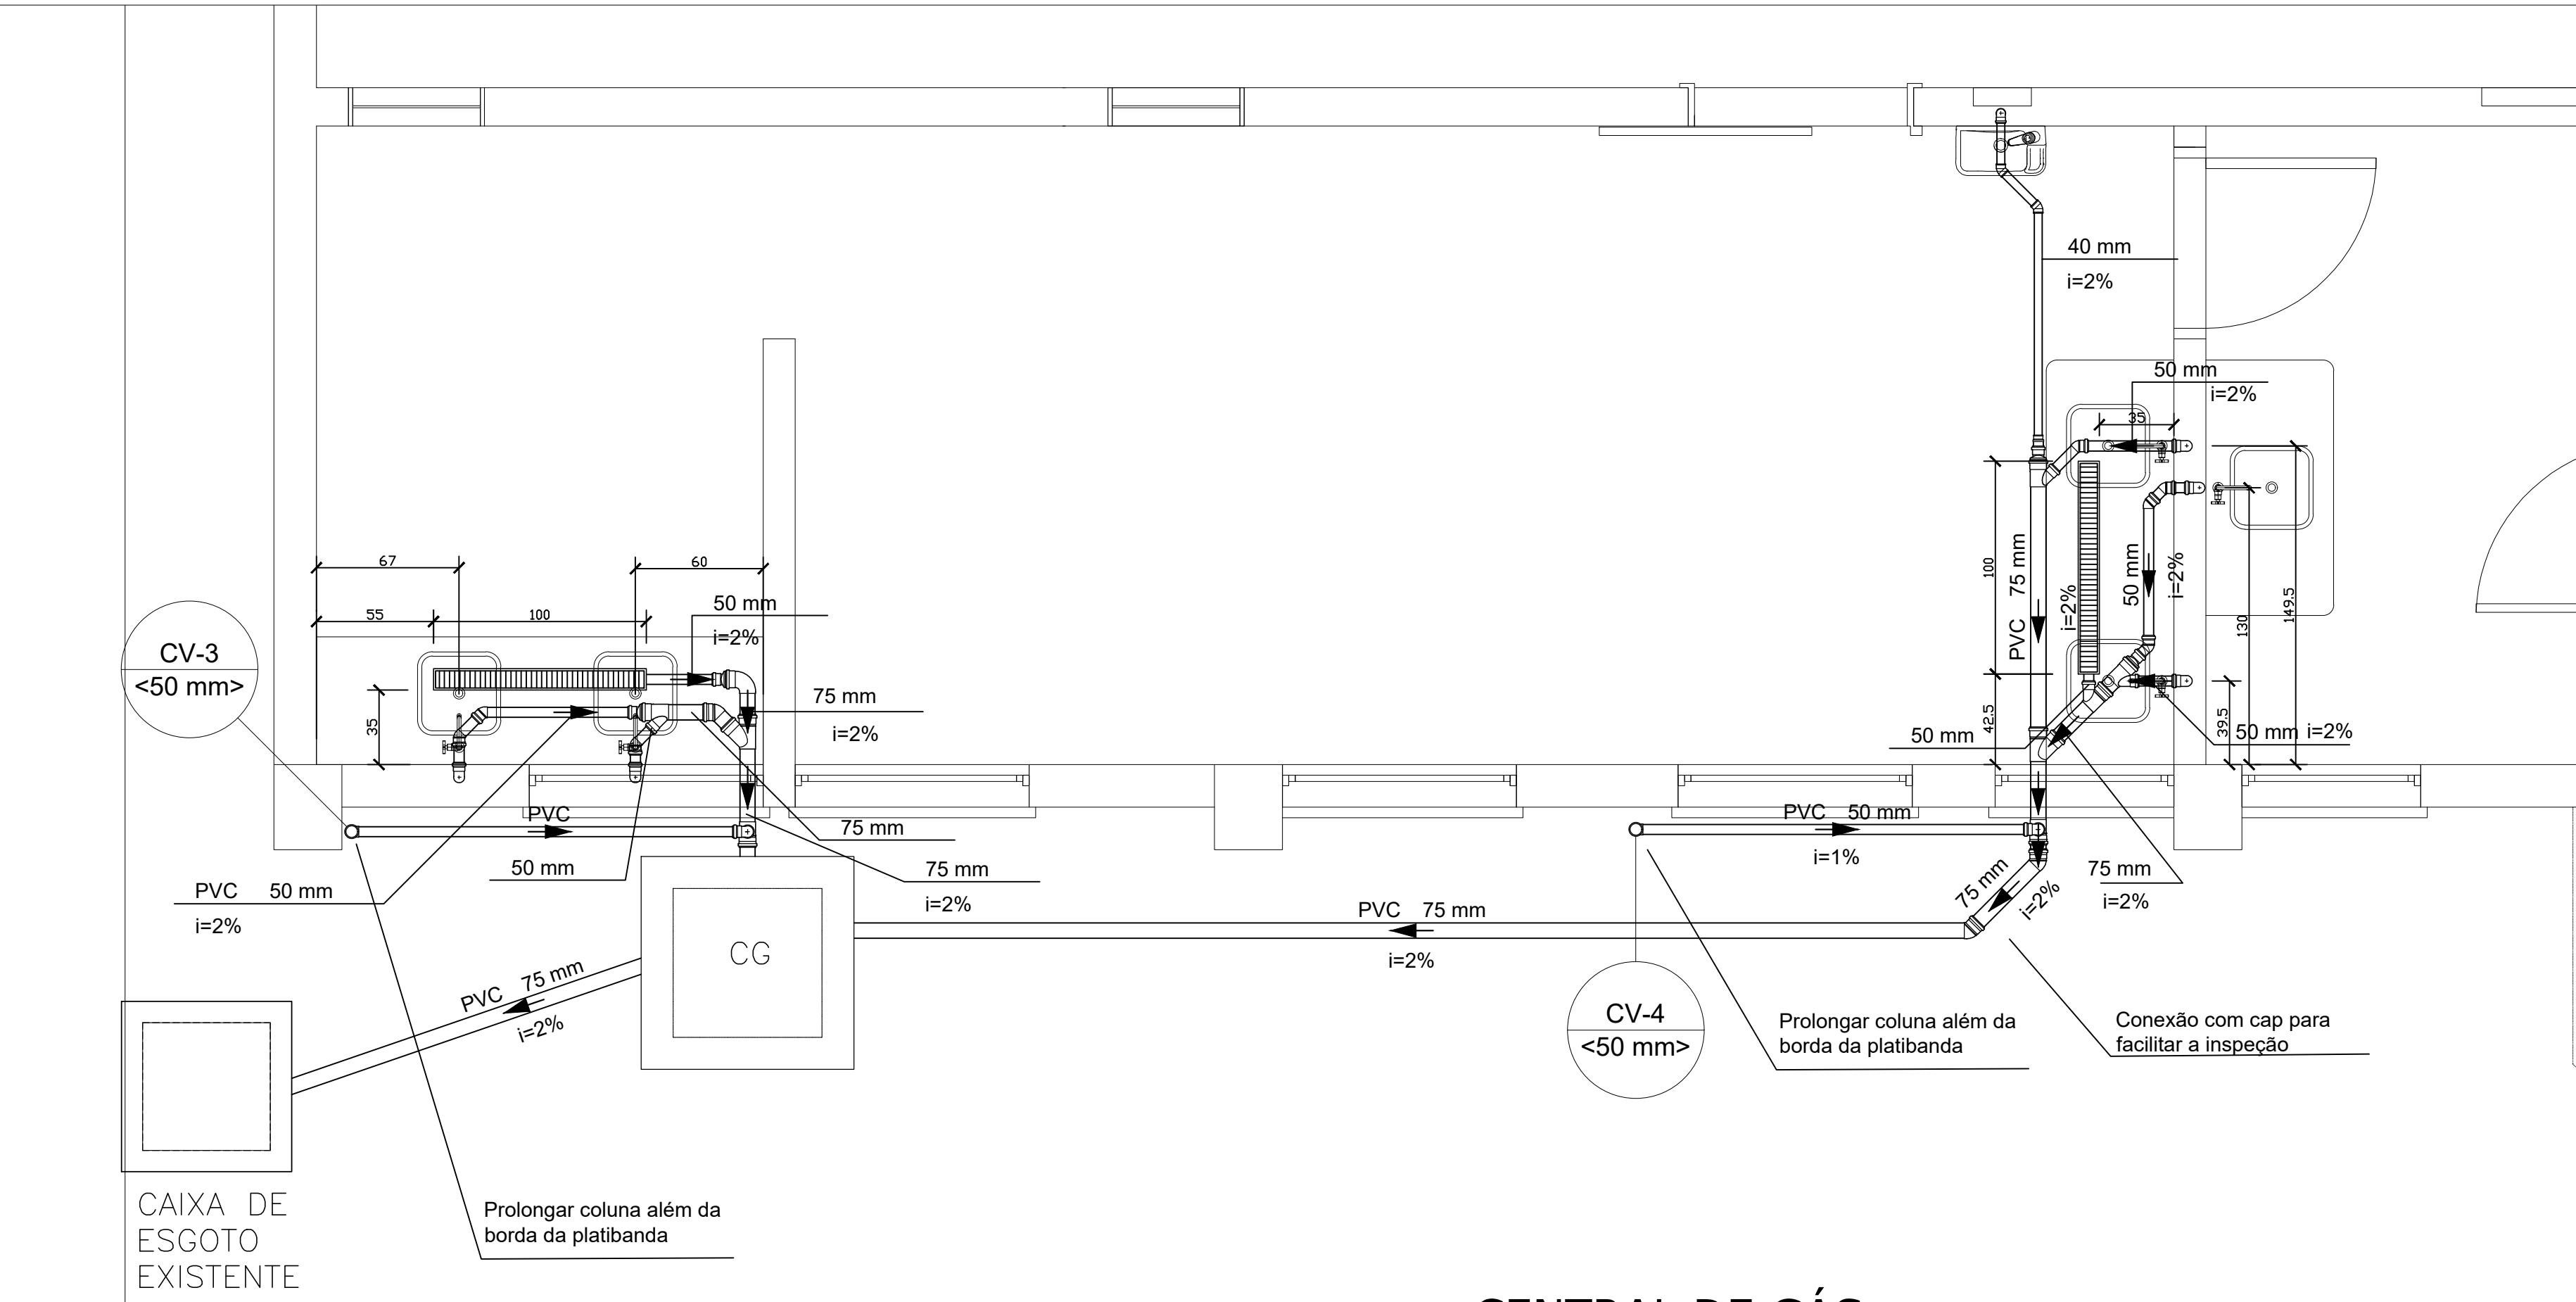 40 mm
i=2%
50 mm
i=2%
35
100
PVC 75 mm
i=2%
50 mm
i=2%
67
60
55
100
50 mm
i=2%
149.5
130
CV-3
<50 mm>
35
75 mm
i=2%
42.5
39.5
50 mm
50 mm i=2%
PVC
75 mm
PVC 50 mm
i=1%
50 mm
75 mm
i=2%
PVC 50 mm
i=2%
75 mm
i=2%
75 mm
i=2%
PVC 75 mm
i=2%
CG
PVC 75 mm
i=2%
CV-4
<50 mm>
Prolongar coluna além da
borda da platibanda
Conexão com cap para
facilitar a inspeção
CAIXA DE
ESGOTO
EXISTENTE
Prolongar coluna além da
borda da platibanda
CENTRAL DE GÁS